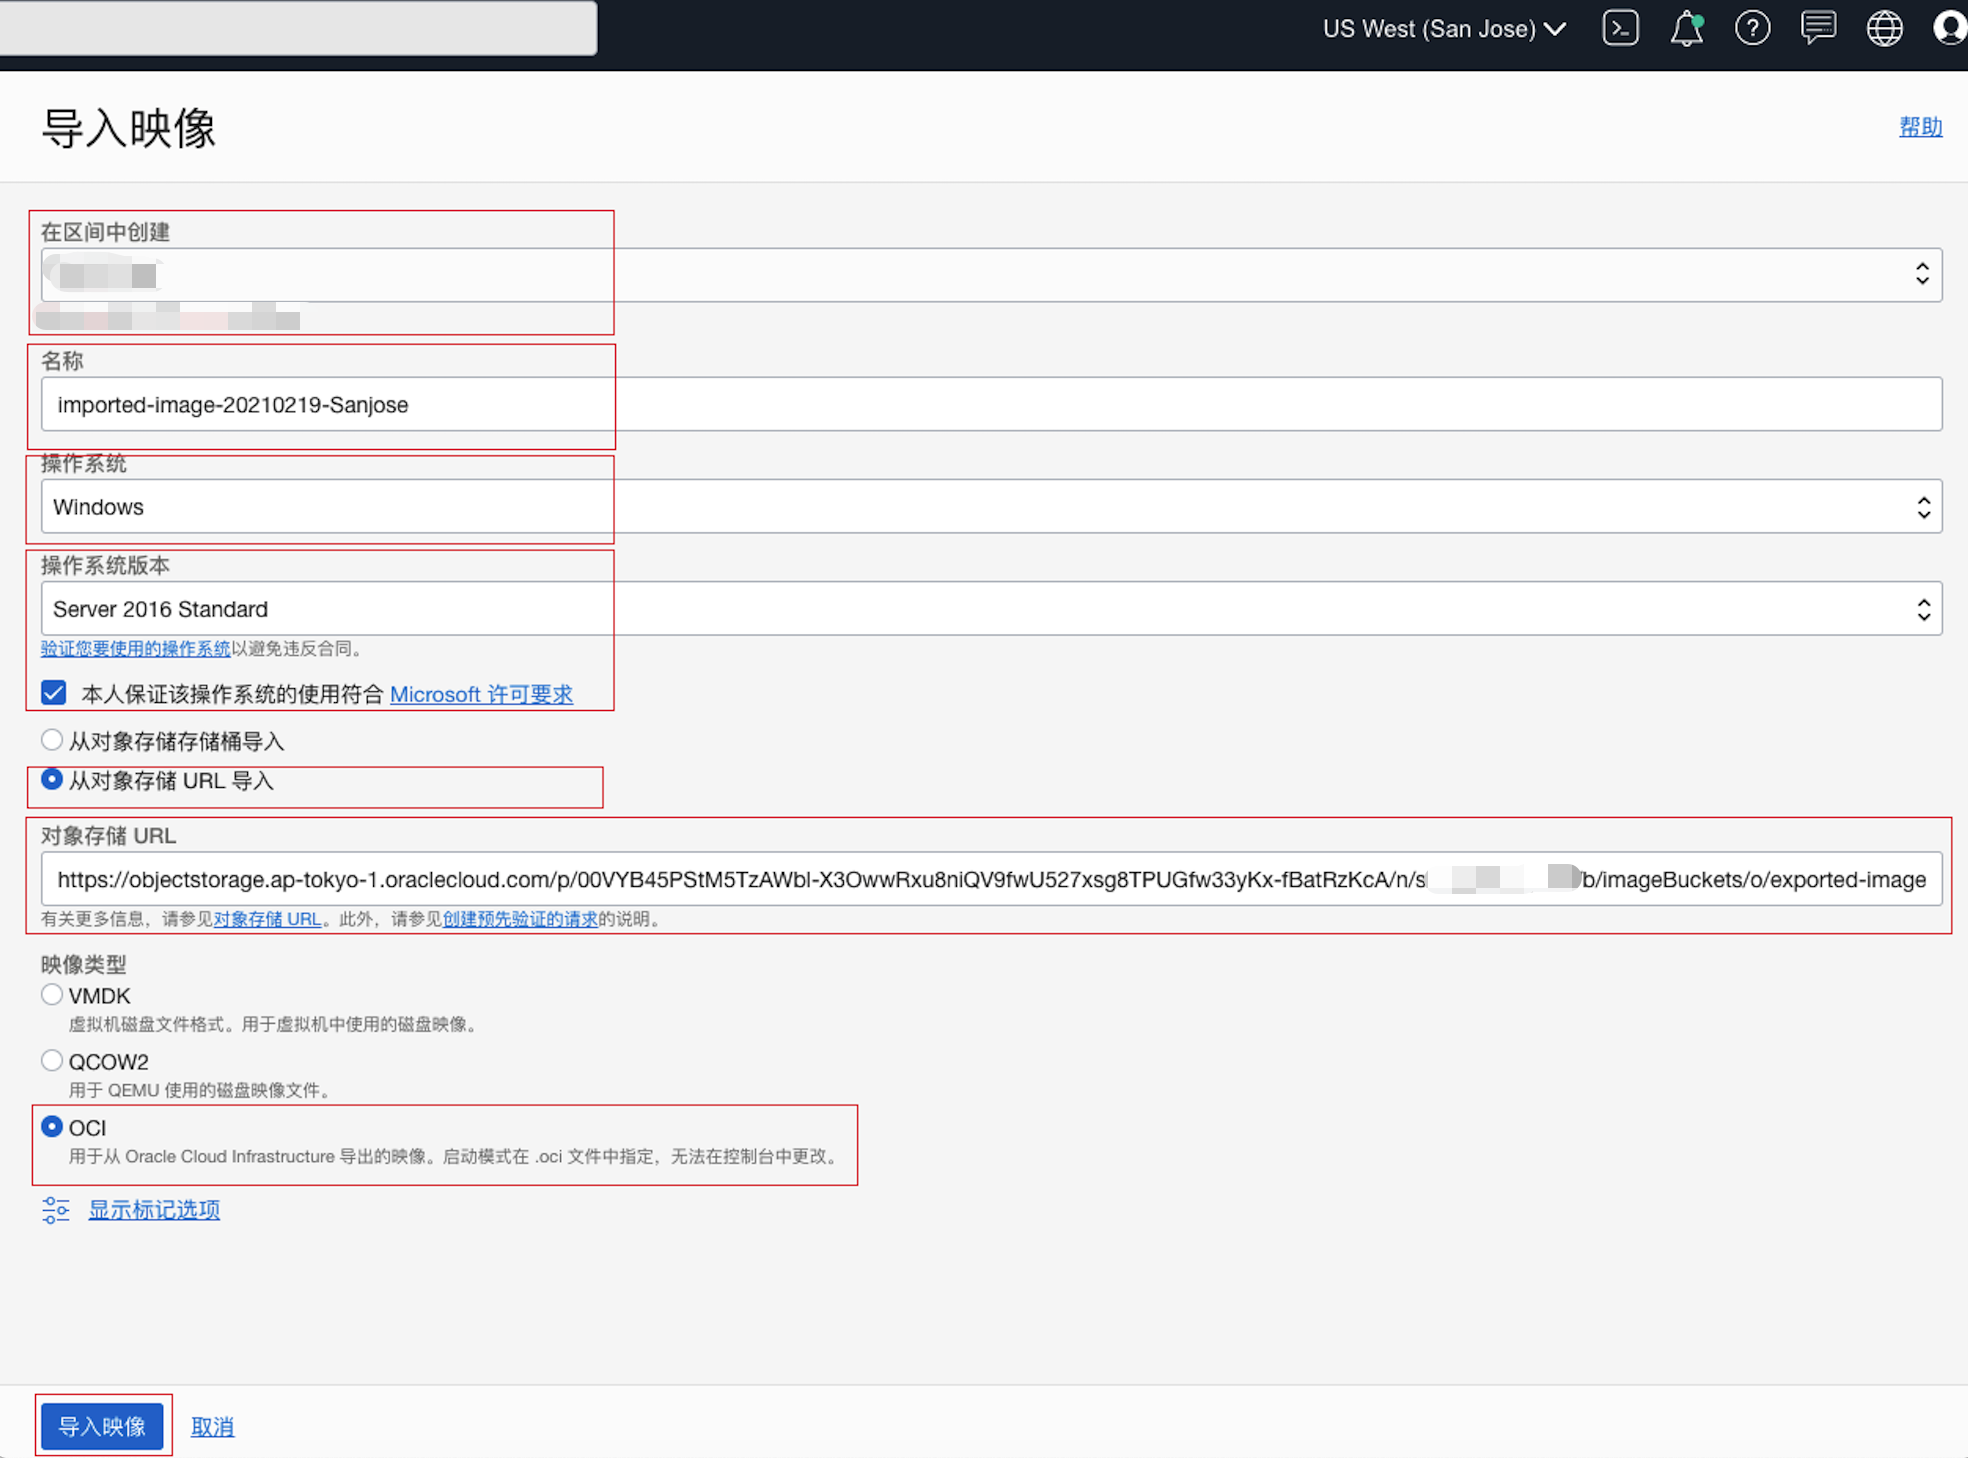 US West (San Jose)
导入映像
帮助
在区间中创建
名称
imported-image-20210219-Sanjose
操作系统
Windows
操作系统版本
Server 2016 Standard
验证您要使用的操作系统以避免违反合同。
本人保证该操作系统的使用符合 Microsoft 许可要求
从对象存储存储桶导入
从对象存储 URL 导入
对象存储 URL
https://objectstorage.ap-tokyo-1.oraclecloud.com/p/00VYB45PStM5TzAWbl-X3OwwRxu8niQV9fwU527xsg8TPUGfw33yKx-fBatRzKcA/n/s /b/imageBuckets/o/exported-image
有关更多信息，请参见对象存储 URL。此外，请参见创建预先验证的请求的说明。
映像类型
VMDK
虚拟机磁盘文件格式。用于虚拟机中使用的磁盘映像。
QCOW2
用于 QEMU 使用的磁盘映像文件。
OCI
用于从 Oracle Cloud Infrastructure 导出的映像。启动模式在 .oci 文件中指定，无法在控制台中更改。
显示标记选项
导入映像 取消